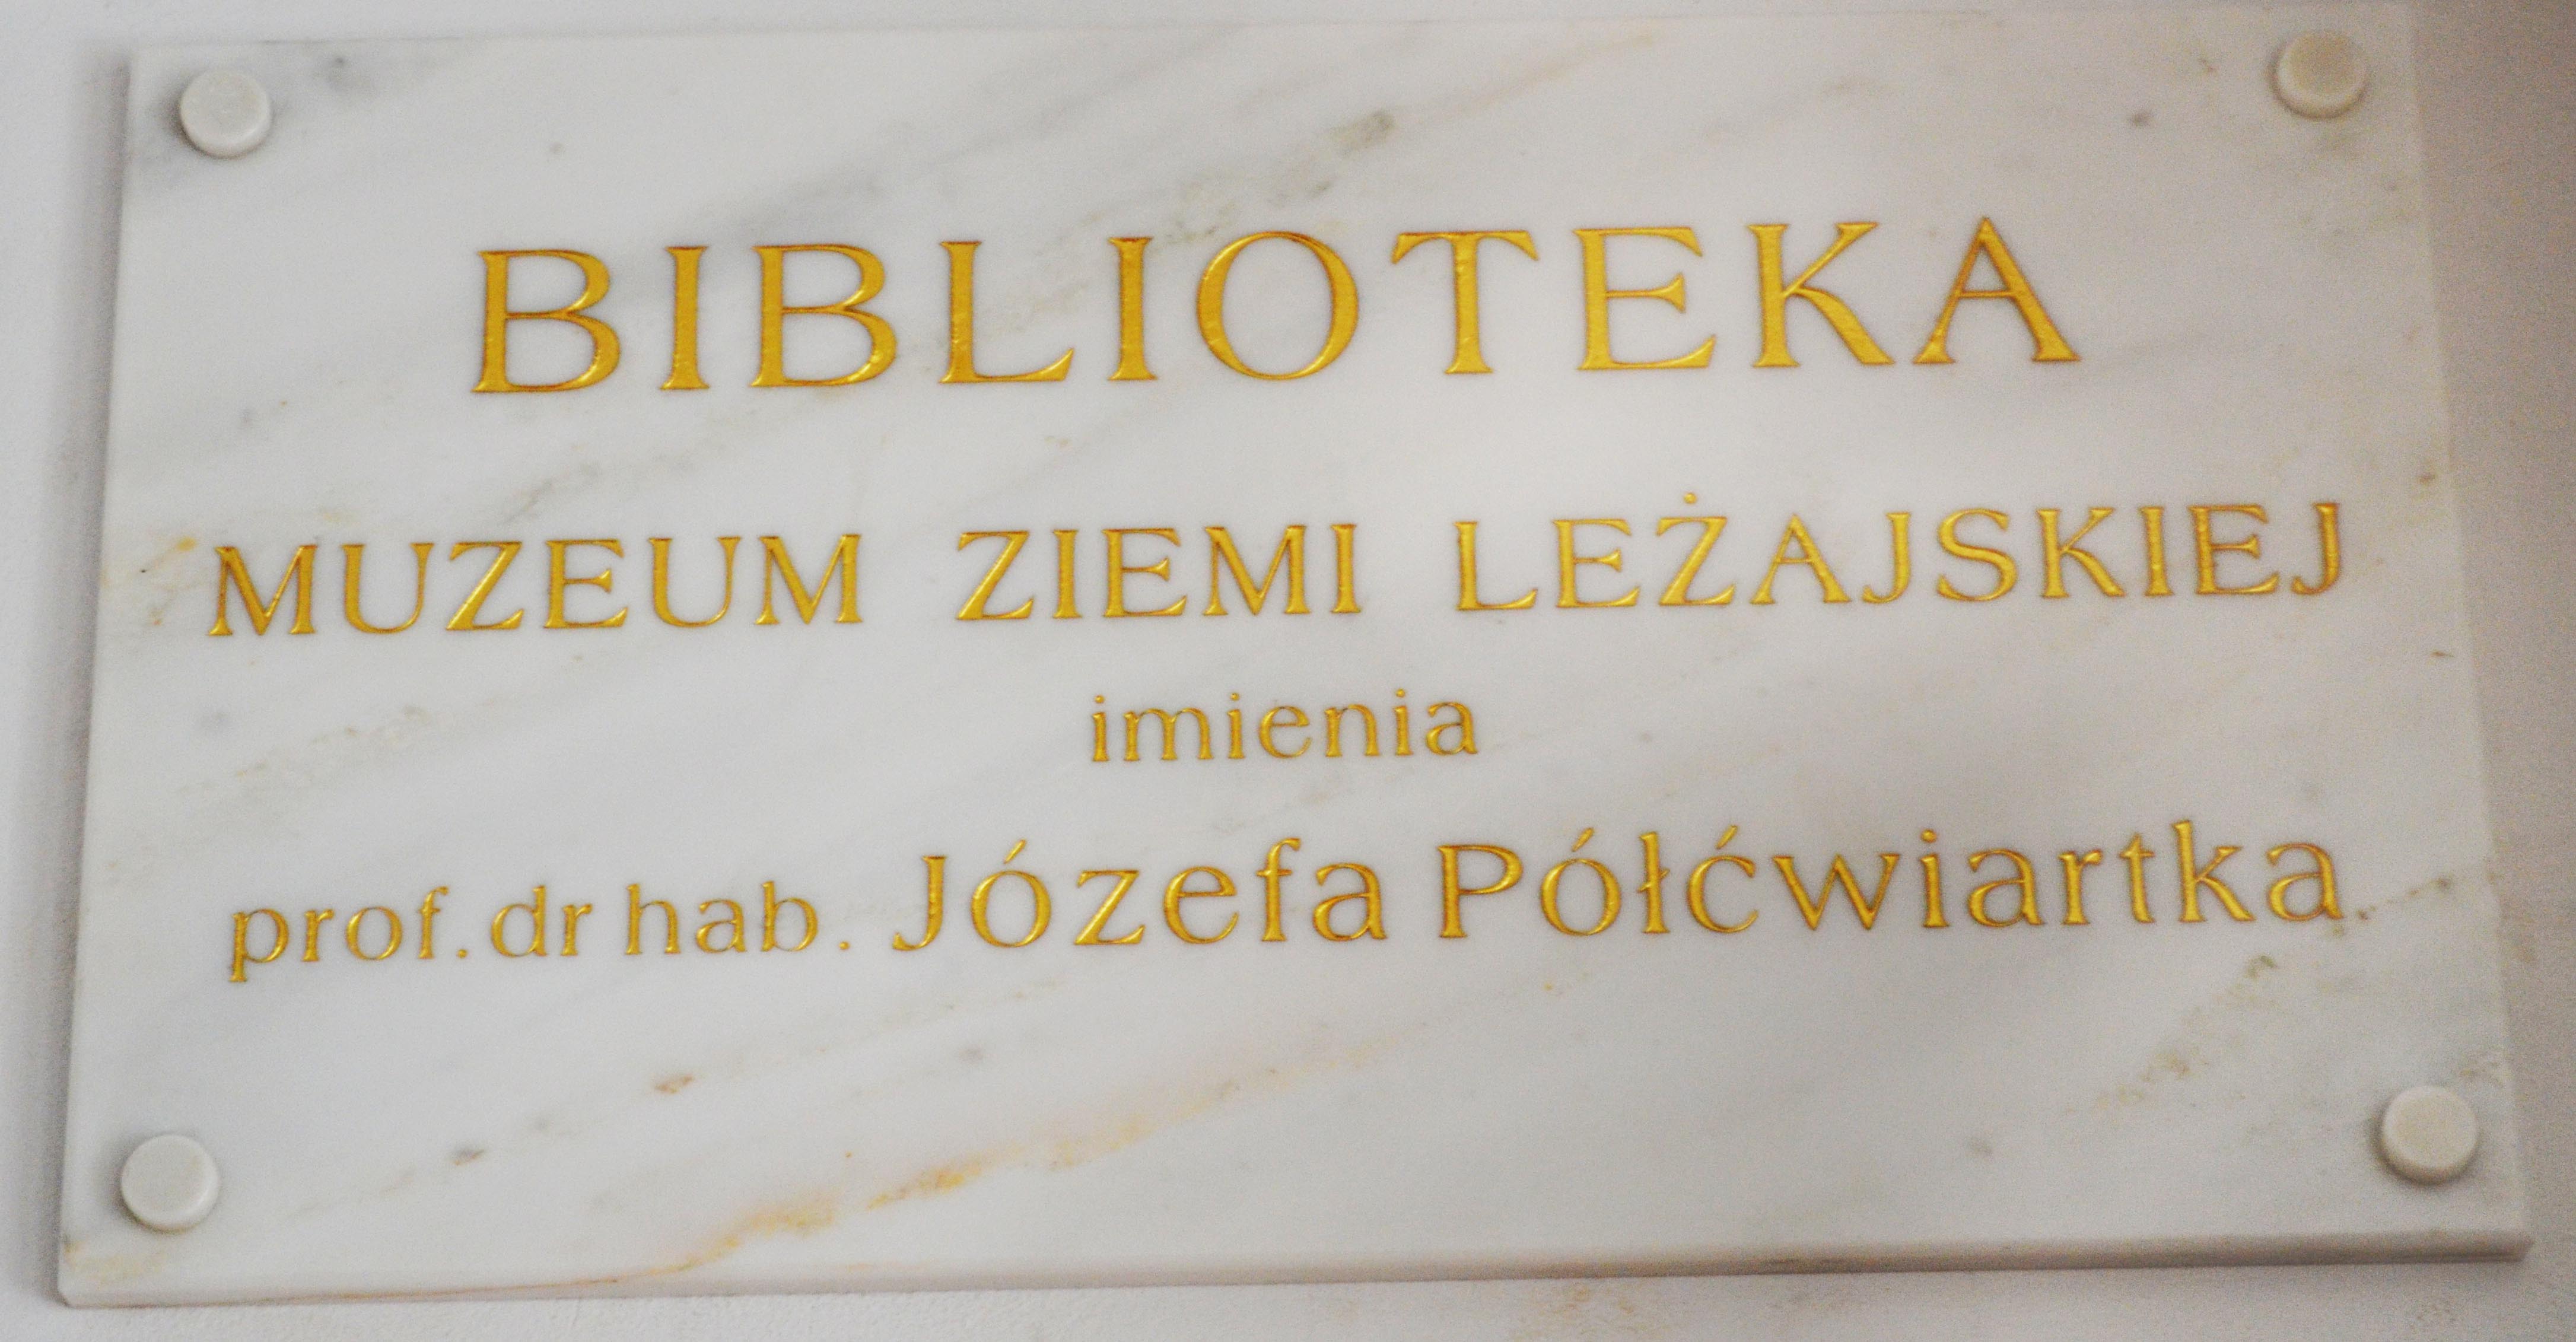 BIBLIOTEKA
MUZEUM ZIEMI LEŻAJSKIEJ
imienia
prof. dr hab. Józefa Półćwiartka